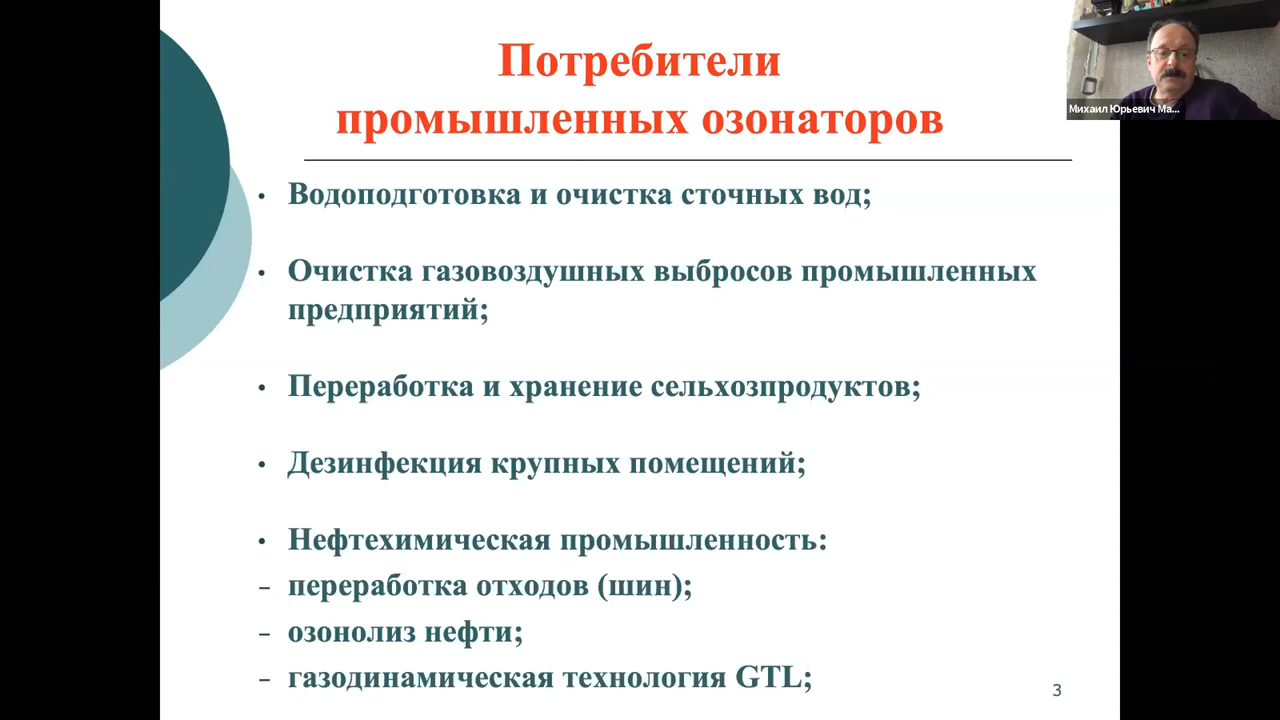 Потребители
промышленных озонаторов
Михаил Юрьевич Ма...
• Водоподготовка и очистка сточных вод;
• Очистка газовоздушных выбросов промышленных
предприятий;
• Переработка и хранение сельхозпродуктов;
• Дезинфекция крупных помещений;
• Нефтехимическая промышленность:
– переработка отходов (шин);
– озонолиз нефти;
– газодинамическая технология GTL;
3